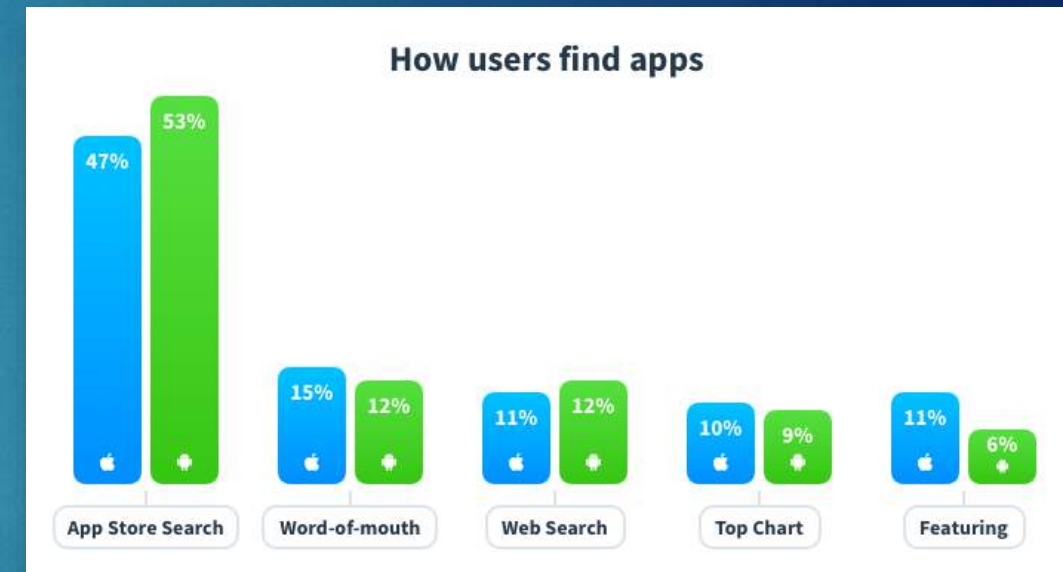 How users find apps
47%
53%
15%
12%
11%
12%
10%
9%
11%
6%
App Store Search
Word-of-mouth
Web Search
Top Chart
Featuring